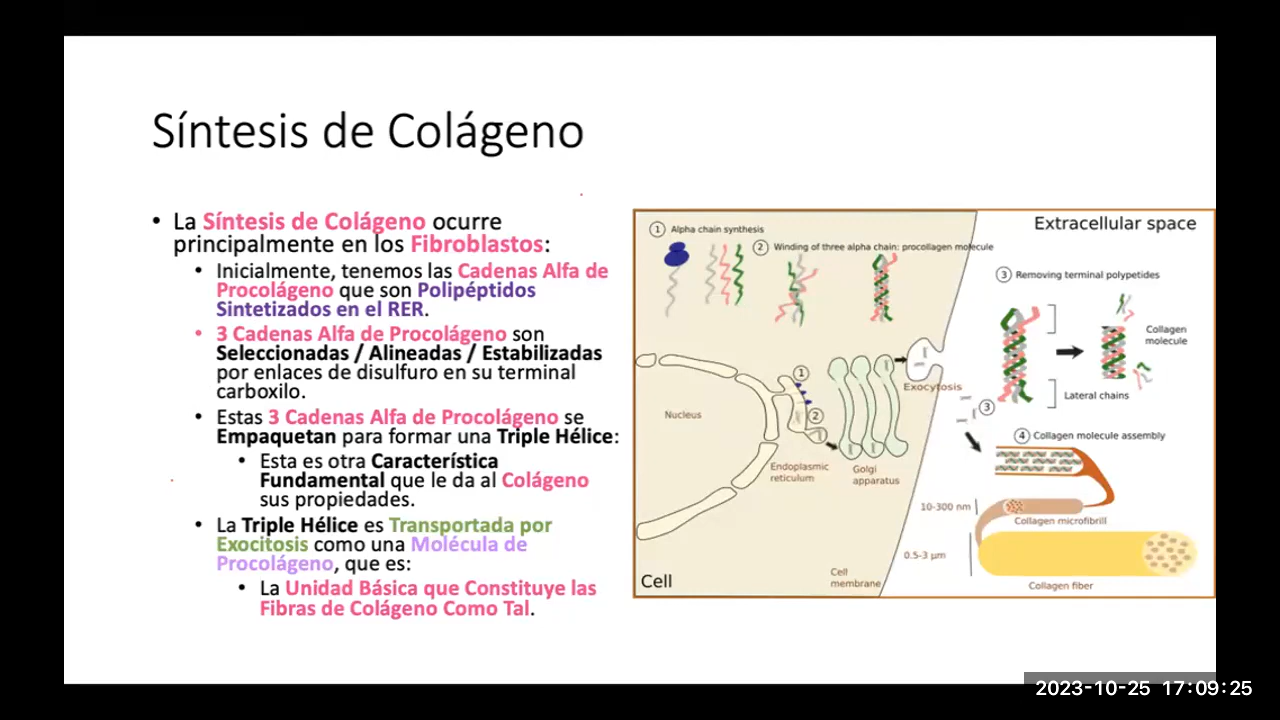 Síntesis de Colágeno
• La Síntesis de Colágeno ocurre
principalmente en los Fibroblastos:
• Inicialmente, tenemos las Cadenas Alfa de
Procolágeno que son Polipéptidos
Sintetizados en el RER.
• 3 Cadenas Alfa de Procolágeno son
Seleccionadas / Alineadas / Estabilizadas
por enlaces de disulfuro en su terminal
carboxilo.
• Estas 3 Cadenas Alfa de Procolágeno se
Empaquetan para formar una Triple Hélice:
• Esta es otra Característica
Fundamental que le da al Colágeno
sus propiedades.
• La Triple Hélice es Transportada por
Exocitosis como una Molécula de
Procolágeno, que es:
• La Unidad Básica que Constituye las
Fibras de Colágeno Como Tal.
Extracellular space
1 Alpha chain synthesis
2 Winding of three alpha chain: procollagen molecule
3 Removing terminal polypetides
Collagen
molecule
Lateral chains
1
2
Exocytosis
3
Nucleus
4 Collagen molecule assembly
Endoplasmic
reticulum
Golgi
apparatus
10-300 nm
Collagen microfibrill
0.5-3 µm
Cell
Cell
membrane
Collagen fiber
2023-10-25 17:09:25